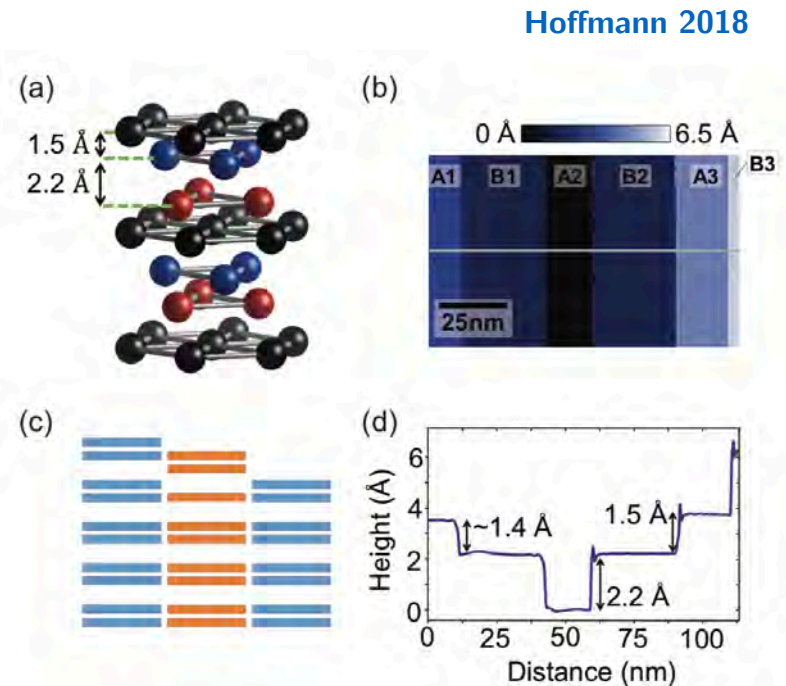 Hoffmann 2018
(a)
1.5 Å
2.2 Å
(b)
0 Å 6.5 Å
A1 B1 A2 B2 A3 B3
25nm
(c)
(d)
Height (Å)
6
4
2
0
~1.4 Å
1.5 Å
2.2 Å
0 25 50 75 100
Distance (nm)